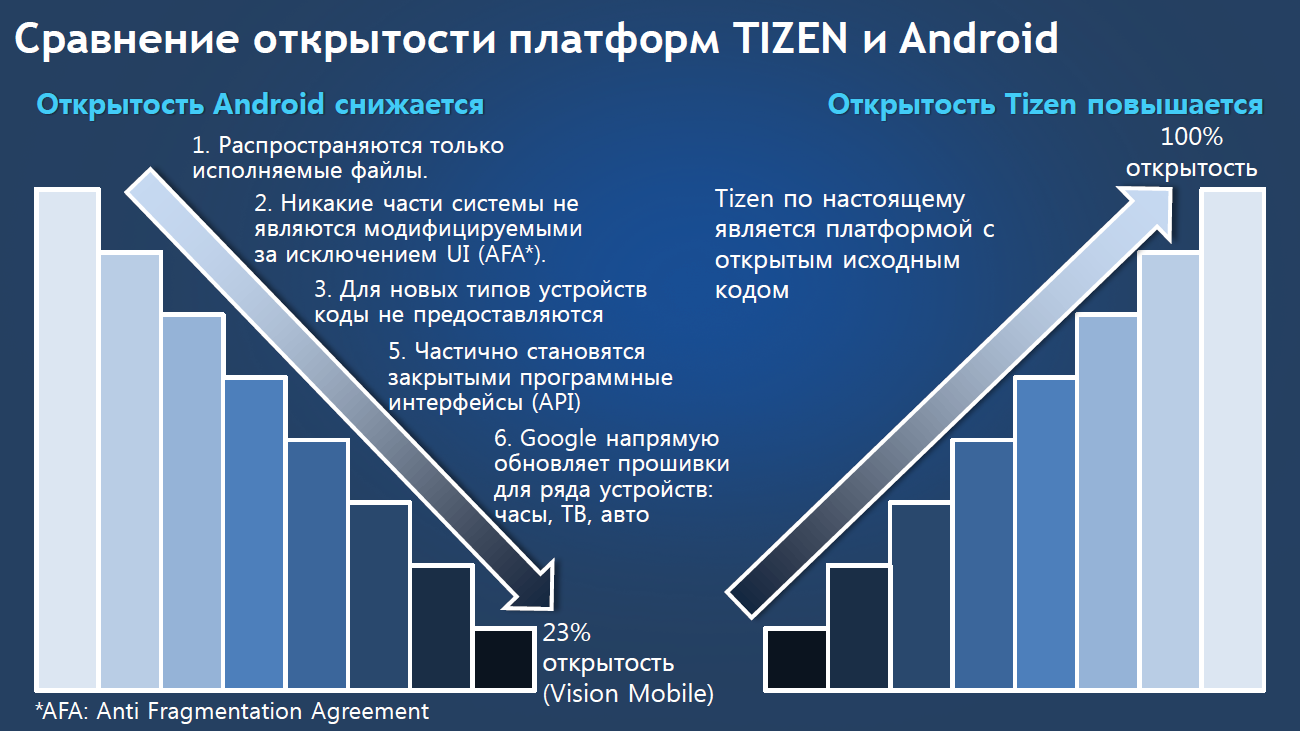 Сравнение открытости платформ TIZEN и Android
Открытость Android снижается
1. Распространяются только
исполняемые файлы.
2. Никакие части системы не
являются модифицируемыми
за исключением UI (AFA*).
3. Для новых типов устройств
коды не предоставляются
5. Частично становятся
закрытыми программные
интерфейсы (API)
6. Google напрямую
обновляет прошивки
для ряда устройств:
часы, ТВ, авто
23%
открытость
(Vision Mobile)
*AFA: Anti Fragmentation Agreement
Открытость Tizen повышается
100%
открытость
Tizen по настоящему
является платформой с
открытым исходным
кодом